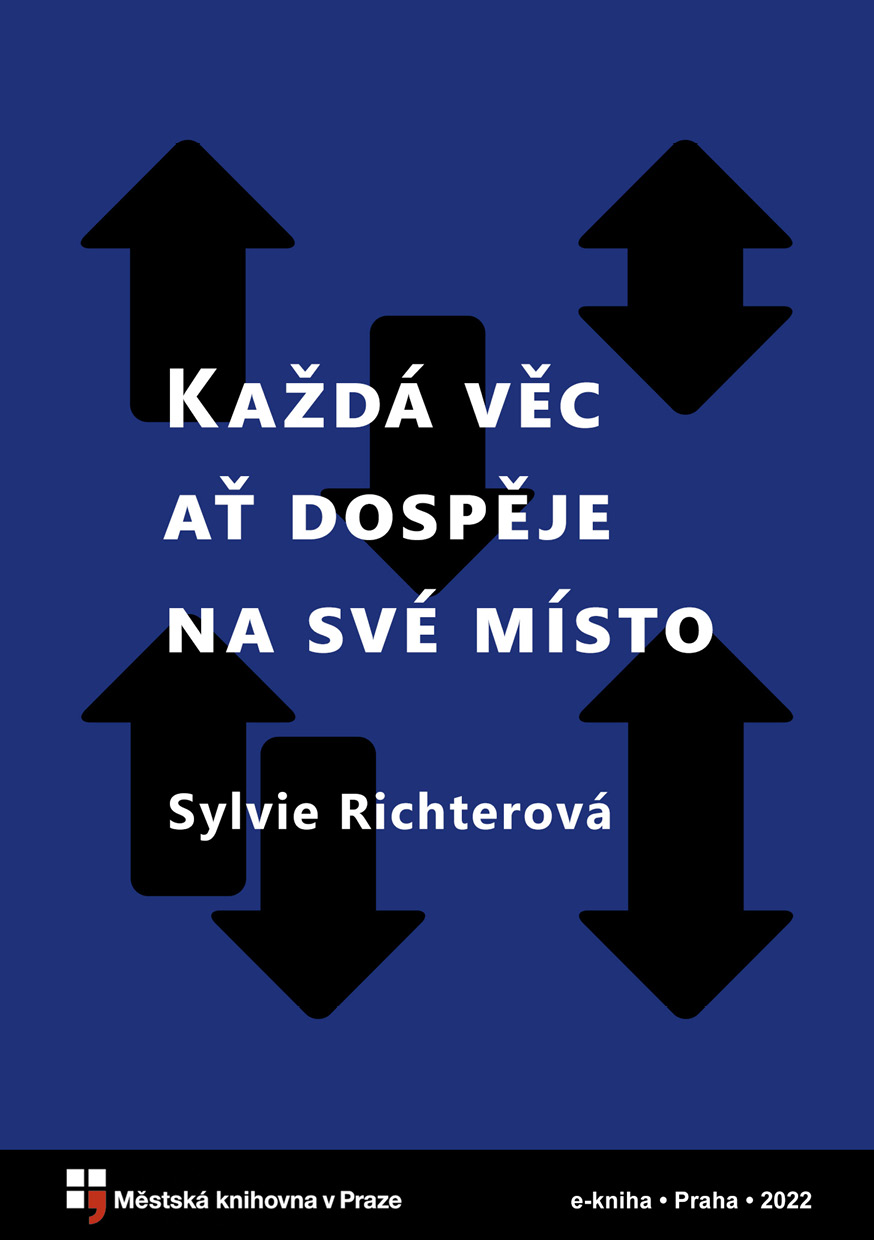 Každá věc
ať dospěje
na své místo
Sylvie Richterová
Městská knihovna v Praze
e-kniha • Praha • 2022